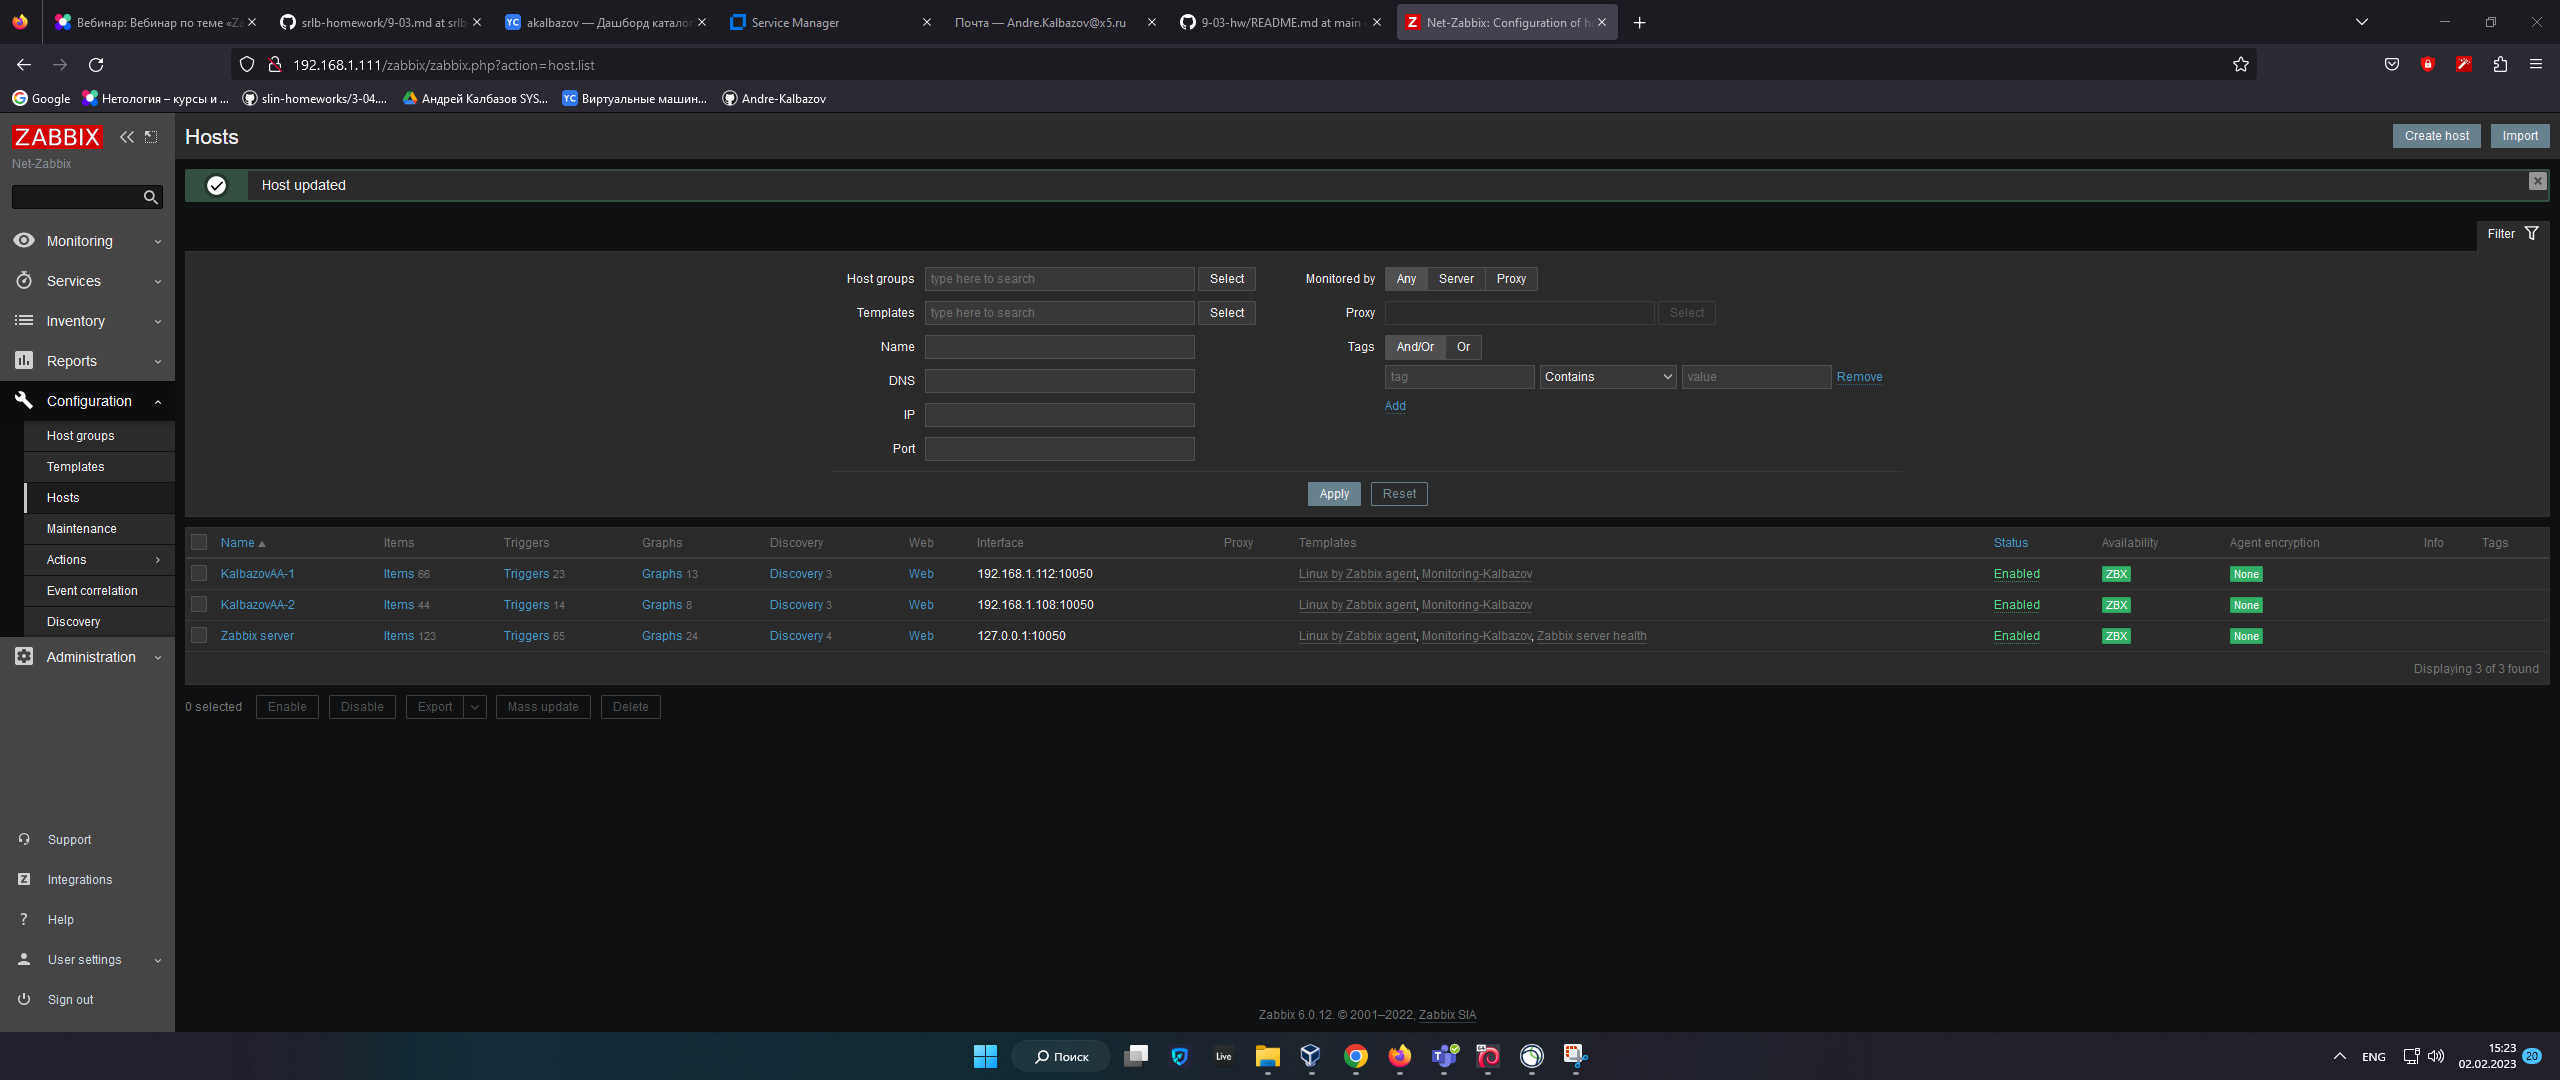 Вебинар: Вебинар по теме «Za
srlb-homework/9-03.md at srlb
akalbazov — Дашборд каталог
Service Manager
Почта — Andre.Kalbazov@x5.ru
9-03-hw/README.md at main
Net-Zabbix: Configuration of ho
192.168.1.111/zabbix/zabbix.php?action=host.list
Google
Нетология – курсы и ...
slin-homeworks/3-04....
Андрей Калбазов SYS...
YC Виртуальные машин...
Andre-Kalbazov
ZABBIX
Net-Zabbix
Monitoring
Services
Inventory
Reports
Configuration
Host groups
Templates
Hosts
Maintenance
Actions
Event correlation
Discovery
Administration
Support
Integrations
Help
User settings
Sign out
Hosts
Create host
Import
Host updated
Filter
Host groups type here to search Select
Templates type here to search Select
Name
DNS
IP
Port
Monitored by Any Server Proxy
Proxy Select
Tags And/Or Or
tag Contains value Remove
Add
Apply Reset
Name Items Triggers Graphs Discovery Web Interface Proxy Templates Status Availability Agent encryption Info Tags
KalbazovAA-1 Items 66 Triggers 23 Graphs 13 Discovery 3 Web 192.168.1.112:10050 Linux by Zabbix agent, Monitoring-Kalbazov Enabled ZBX None
KalbazovAA-2 Items 44 Triggers 14 Graphs 8 Discovery 3 Web 192.168.1.108:10050 Linux by Zabbix agent, Monitoring-Kalbazov Enabled ZBX None
Zabbix server Items 123 Triggers 65 Graphs 24 Discovery 4 Web 127.0.0.1:10050 Linux by Zabbix agent, Monitoring-Kalbazov, Zabbix server health Enabled ZBX None
Displaying 3 of 3 found
0 selected Enable Disable Export Mass update Delete
Zabbix 6.0.12. © 2001–2022, Zabbix SIA
Поиск
Live
ENG
15:23
02.02.2023
20